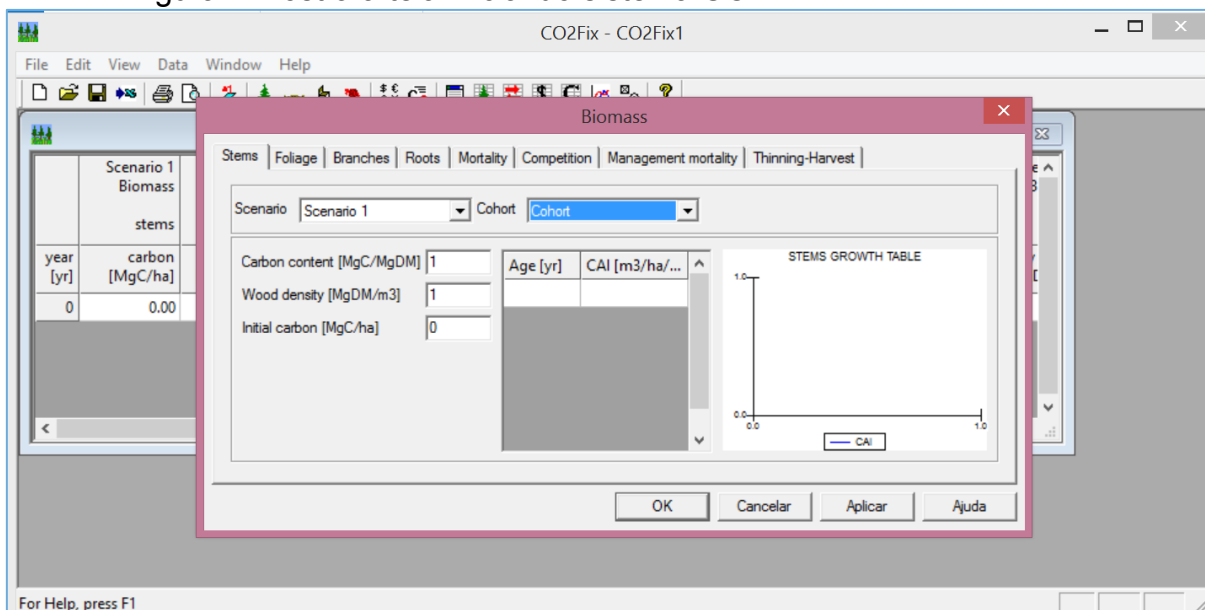 CO2Fix - CO2Fix1
File Edit View Data Window Help
Biomass
Stems Foliage Branches Roots Mortality Competition Management mortality Thinning-Harvest
Scenario Scenario 1 Cohort Cohort
Carbon content [MgC/MgDM] 1
Wood density [MgDM/m3] 1
Initial carbon [MgC/ha] 0
Age [yr] CAI [m3/ha/...
STEMS GROWTH TABLE
1.0
0.0
0.0 1.0
CAI
OK Cancelar Aplicar Ajuda
Scenario 1
Biomass
stems
year carbon
[yr] [MgC/ha]
0 0.00
For Help, press F1